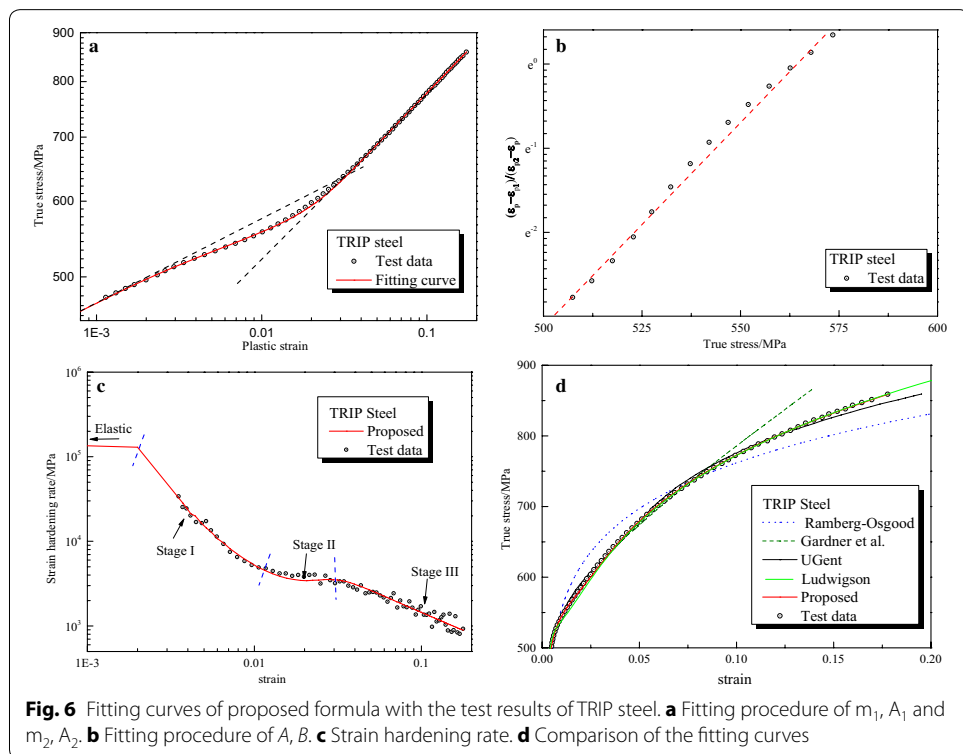 a
900
800
700
600
500
True stress/MPa
TRIP steel
Test data
Fitting curve
1E-3
0.01
0.1
Plastic strain
b
e⁰
e⁻¹
e⁻²
(εₚ-εₚ₁)/(εₚ₂-εₚ)
TRIP steel
Test data
500
525
550
575
600
True stress/MPa
c
10⁶
10⁵
10⁴
10³
Strain hardening rate/MPa
TRIP Steel
Proposed
Test data
Elastic
Stage I
Stage II
Stage III
1E-3
0.01
0.1
strain
d
900
850
800
750
700
650
600
550
500
True stress/MPa
TRIP Steel
Ramberg-Osgood
Gardner et al.
UGent
Ludwigson
Proposed
Test data
0.00
0.05
0.10
0.15
0.20
strain
Fig. 6 Fitting curves of proposed formula with the test results of TRIP steel. a Fitting procedure of m₁, A₁ and
m₂, A₂. b Fitting procedure of A, B. c Strain hardening rate. d Comparison of the fitting curves